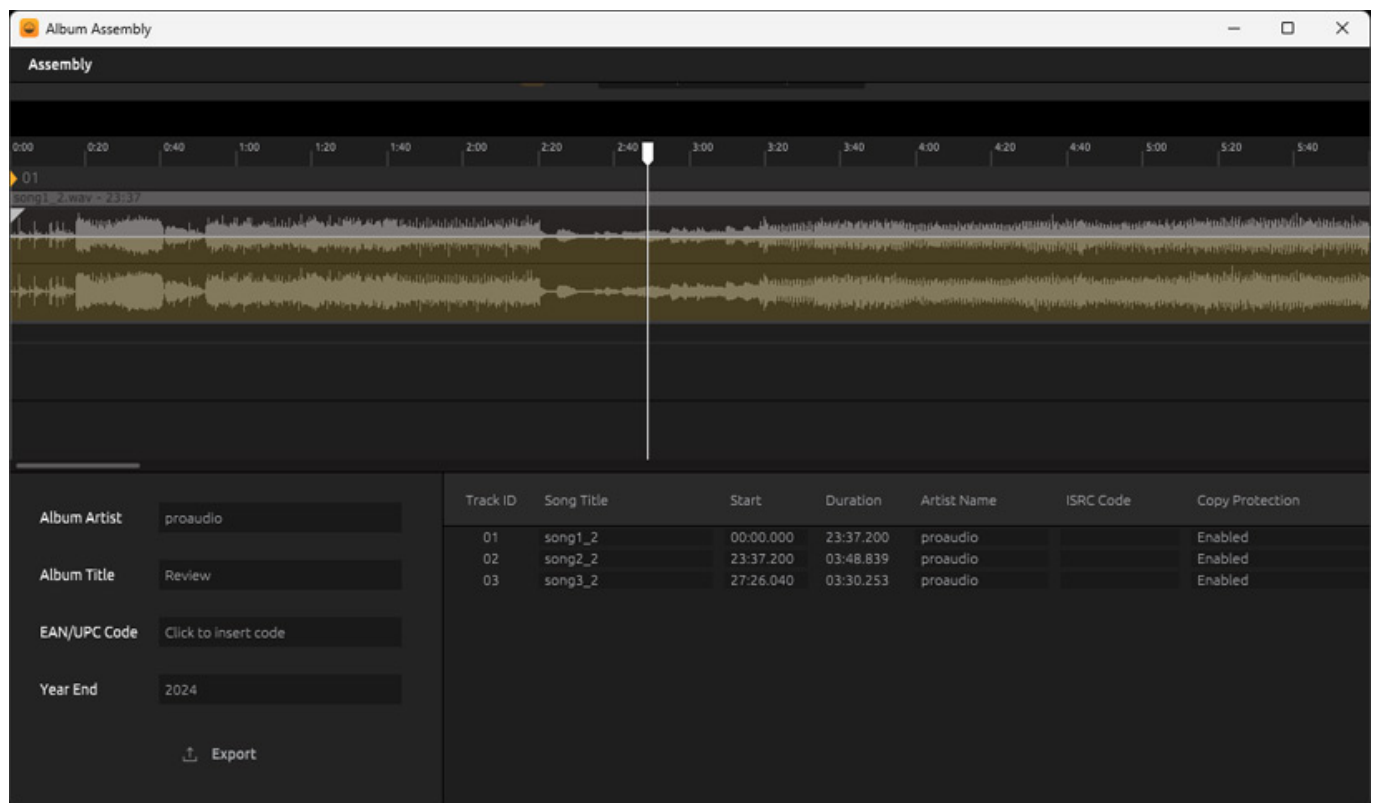 Album Assembly
Assembly
0:00 0:20 0:40 1:00 1:20 1:40 2:00 2:20 2:40 3:00 3:20 3:40 4:00 4:20 4:40 5:00 5:20 5:40
01
song1_2.wav - 23:37
Album Artist proaudio
Album Title Review
EAN/UPC Code Click to insert code
Year End 2024
Export
Track ID Song Title Start Duration Artist Name ISRC Code Copy Protection
01 song1_2 00:00.000 23:37.200 proaudio Enabled
02 song2_2 23:37.200 03:48.839 proaudio Enabled
03 song3_2 27:26.040 03:30.253 proaudio Enabled